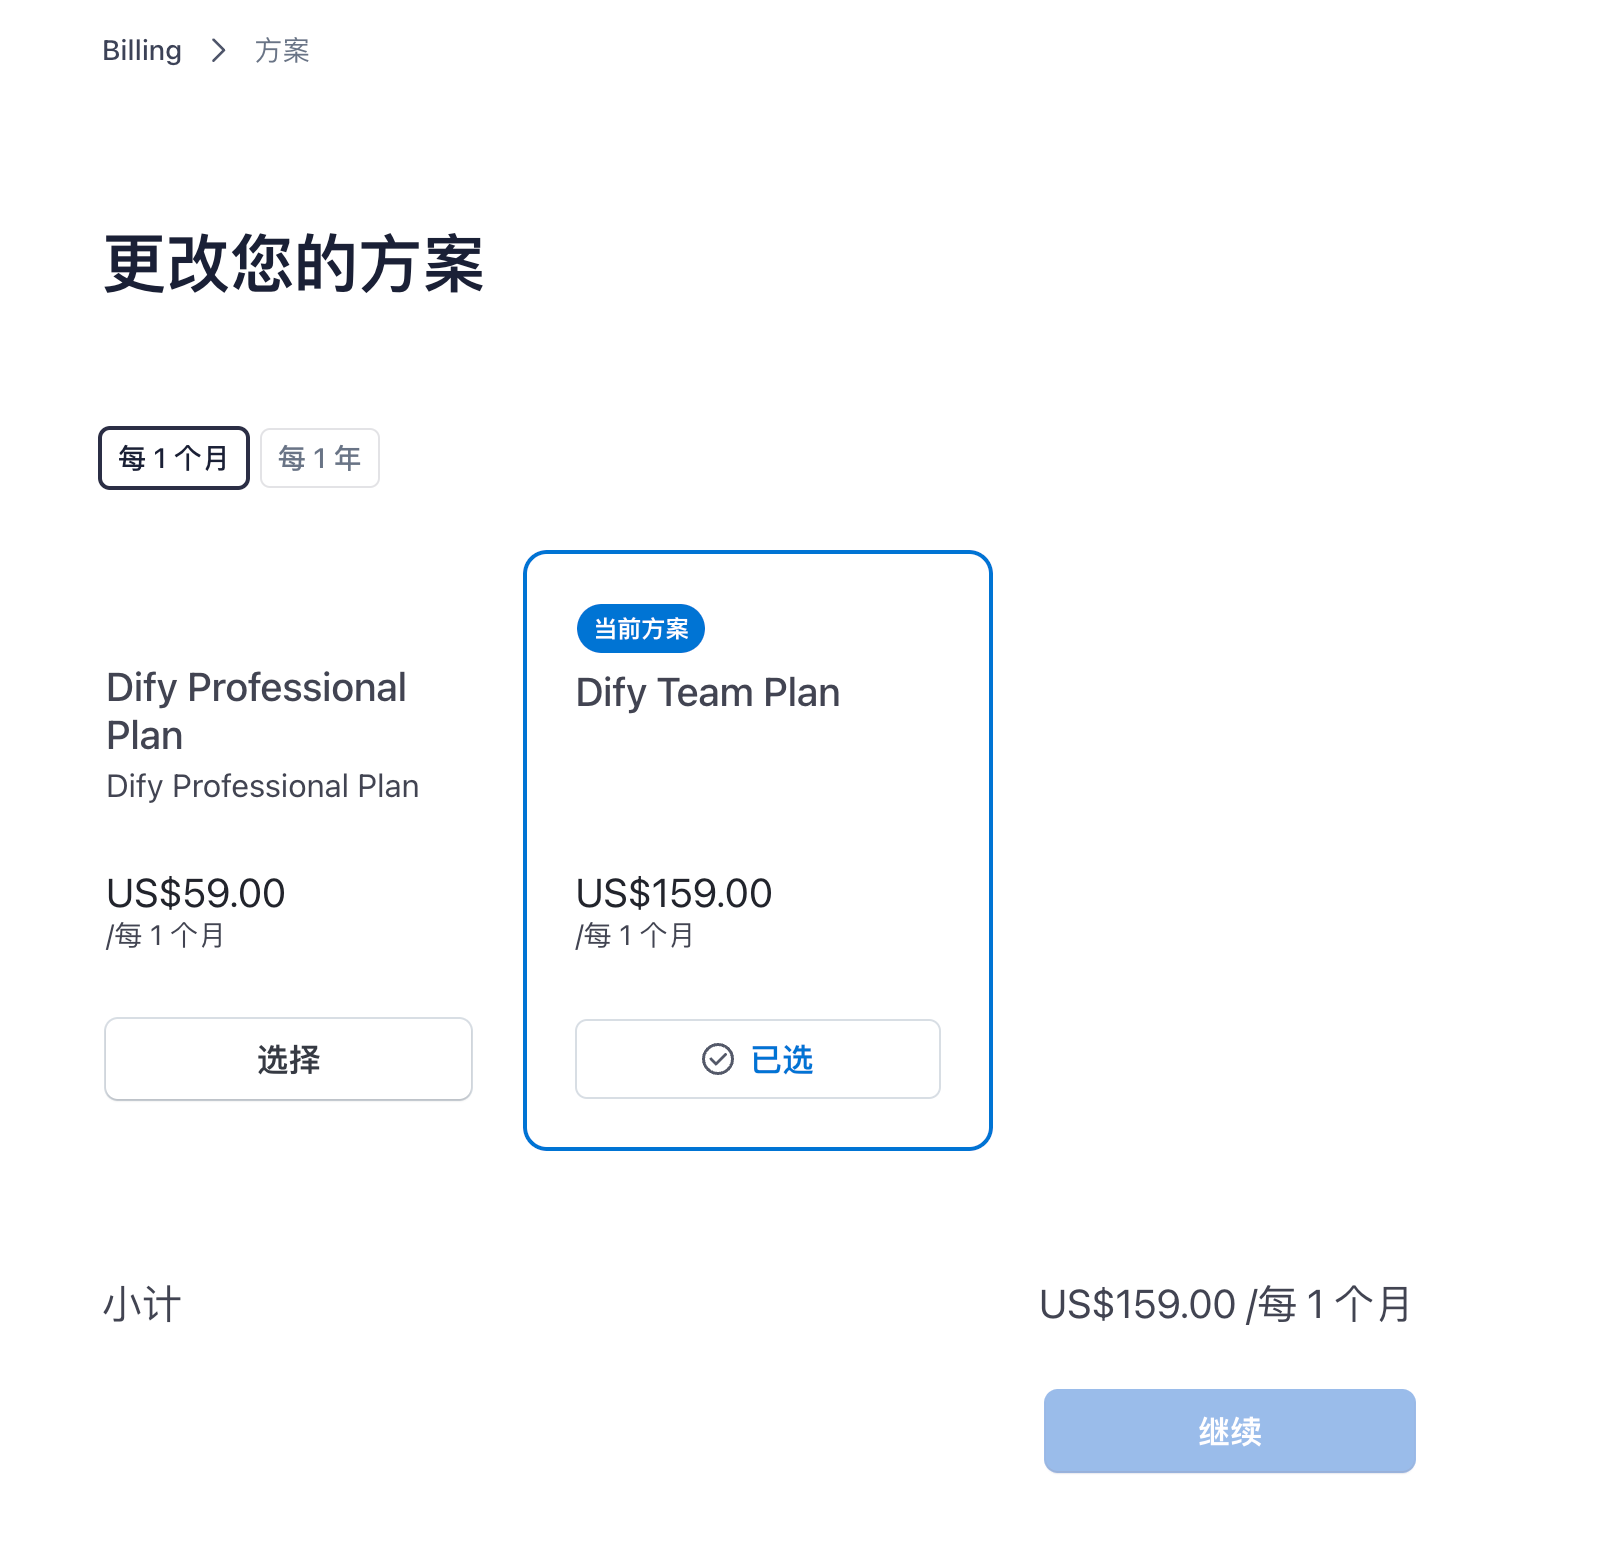 Billing > 方案
更改您的方案
每 1 个月 每 1 年
Dify Professional
Plan
Dify Professional Plan
US$59.00
/每 1 个月
选择
当前方案
Dify Team Plan
US$159.00
/每 1 个月
已选
小计
US$159.00 /每 1 个月
继续